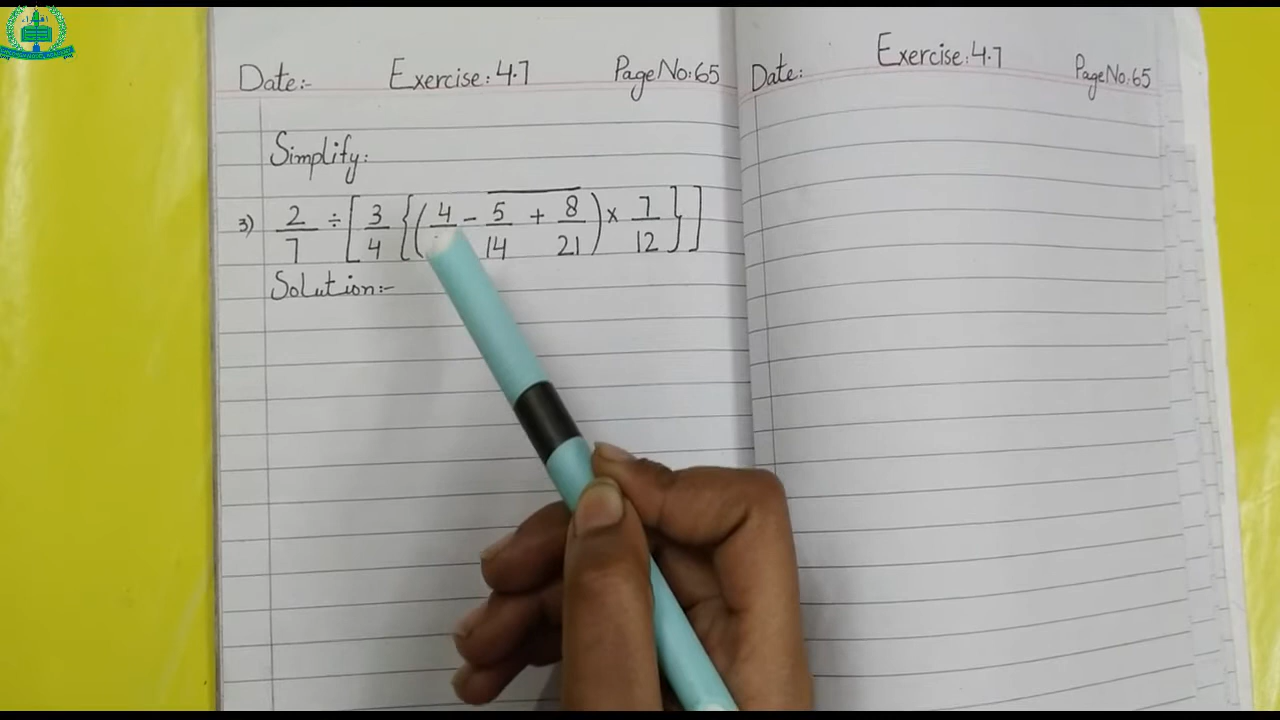 Date:- Exercise: 4.7 Page No: 65
Simplify:
3) 2/7 ÷ [3/4 {(4/ - 5/14 + 8/21) × 7/12}]
Solution:-
Date: Exercise: 4.7 Page No: 65